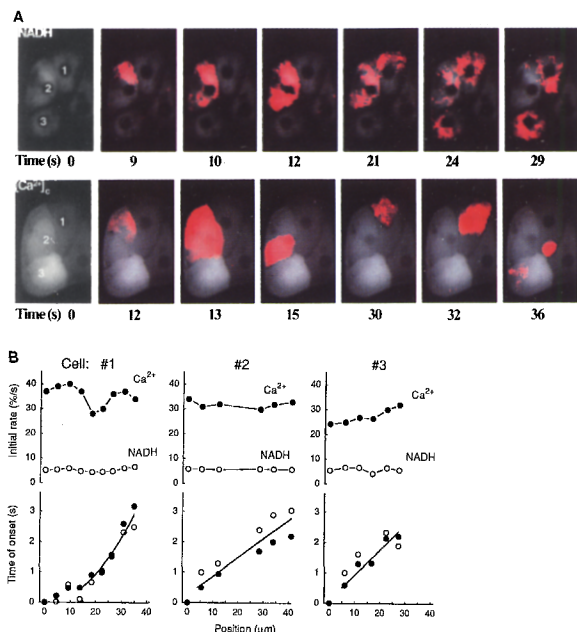 A
NADH
1
2
3
Time (s) 0 9 10 12 21 24 29
[Ca²⁺]c
1
2
3
Time (s) 0 12 13 15 30 32 36
B
Cell: #1 #2 #3
Initial rate (%/s)
40
30
20
10
0
Ca²⁺
NADH
40
30
20
10
0
Ca²⁺
NADH
40
30
20
10
0
Ca²⁺
NADH
Time of onset (s)
4
3
2
1
0
0 10 20 30 40
4
3
2
1
0
0 10 20 30 40
4
3
2
1
0
0 10 20 30 40
Position (μm)